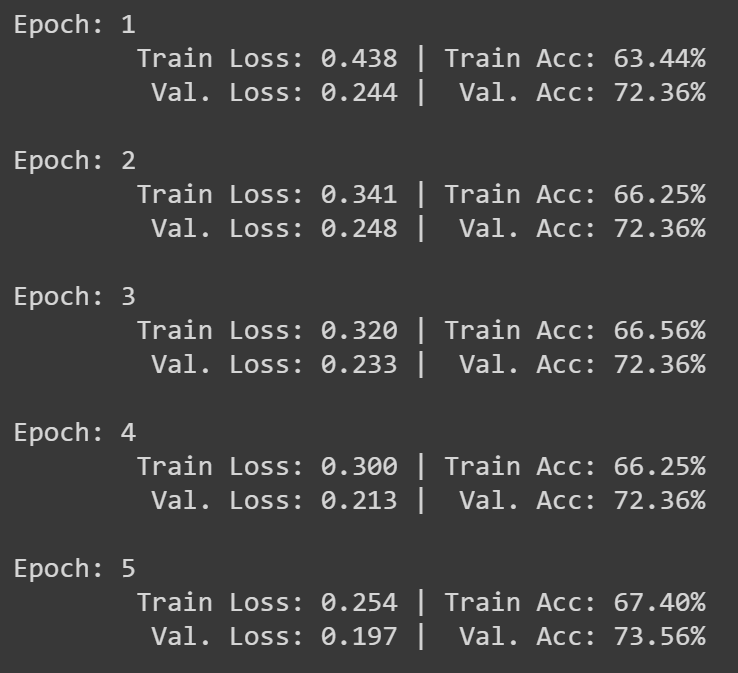 Epoch: 1
Train Loss: 0.438 | Train Acc: 63.44%
Val. Loss: 0.244 | Val. Acc: 72.36%
Epoch: 2
Train Loss: 0.341 | Train Acc: 66.25%
Val. Loss: 0.248 | Val. Acc: 72.36%
Epoch: 3
Train Loss: 0.320 | Train Acc: 66.56%
Val. Loss: 0.233 | Val. Acc: 72.36%
Epoch: 4
Train Loss: 0.300 | Train Acc: 66.25%
Val. Loss: 0.213 | Val. Acc: 72.36%
Epoch: 5
Train Loss: 0.254 | Train Acc: 67.40%
Val. Loss: 0.197 | Val. Acc: 73.56%